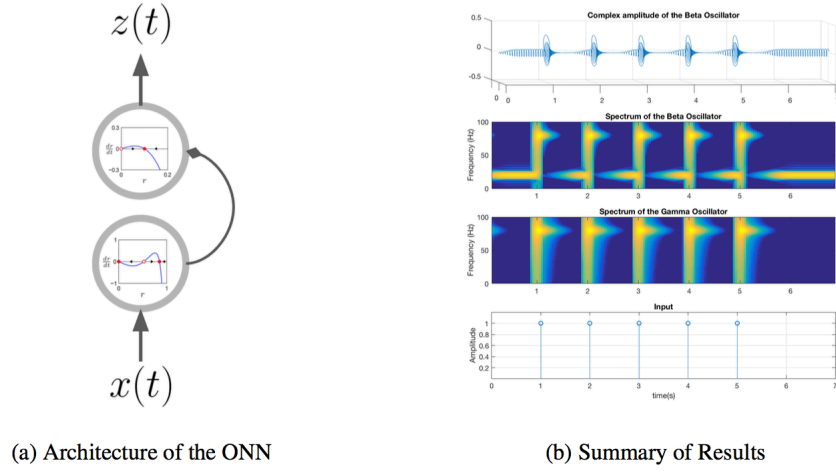 z(t)
0.3
dr
dt
0
-0.3
0
0.2
r
1
dr
dt
0
-1
0
1
r
x(t)
(a) Architecture of the ONN
Complex amplitude of the Beta Oscillator
0.5
0
-0.5
0 0 1 2 3 4 5 6
Spectrum of the Beta Oscillator
Frequency (Hz)
100
50
0
1 2 3 4 5 6
Spectrum of the Gamma Oscillator
Frequency (Hz)
100
50
0
1 2 3 4 5 6
Input
Amplitude
1
0.8
0.6
0.4
0.2
0 1 2 3 4 5 6 7
time(s)
(b) Summary of Results